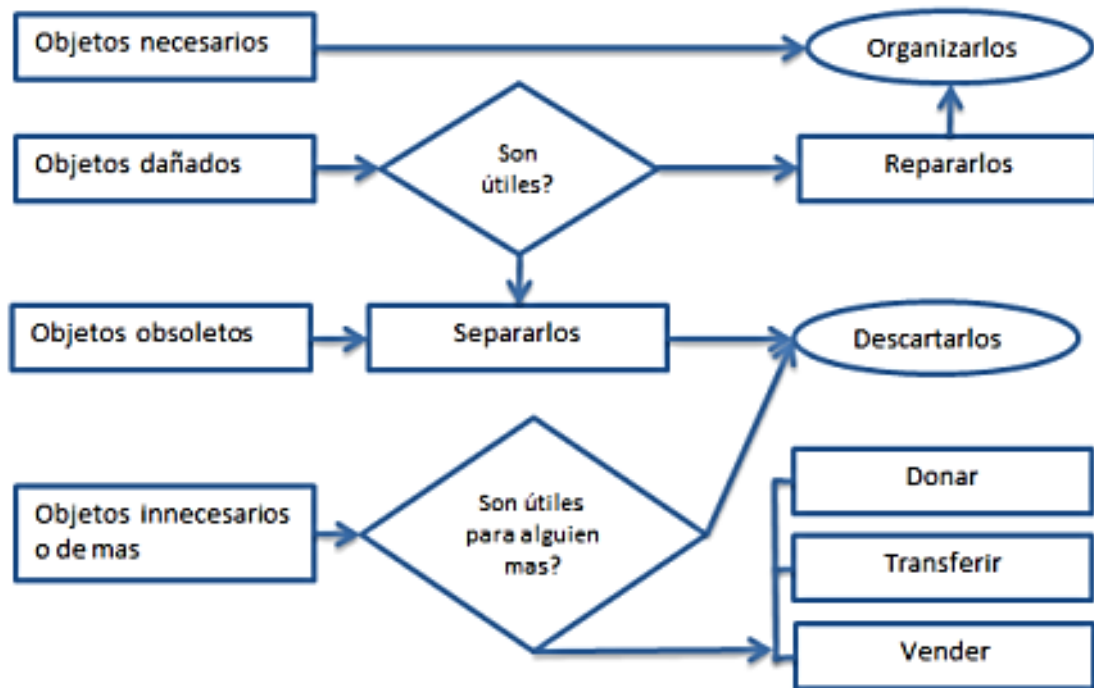 Objetos necesarios
Organizarlos
Objetos dañados
Son
útiles?
Repararlos
Objetos obsoletos
Separarlos
Descartarlos
Objetos innecesarios
o de mas
Son útiles
para alguien
mas?
Donar
Transferir
Vender